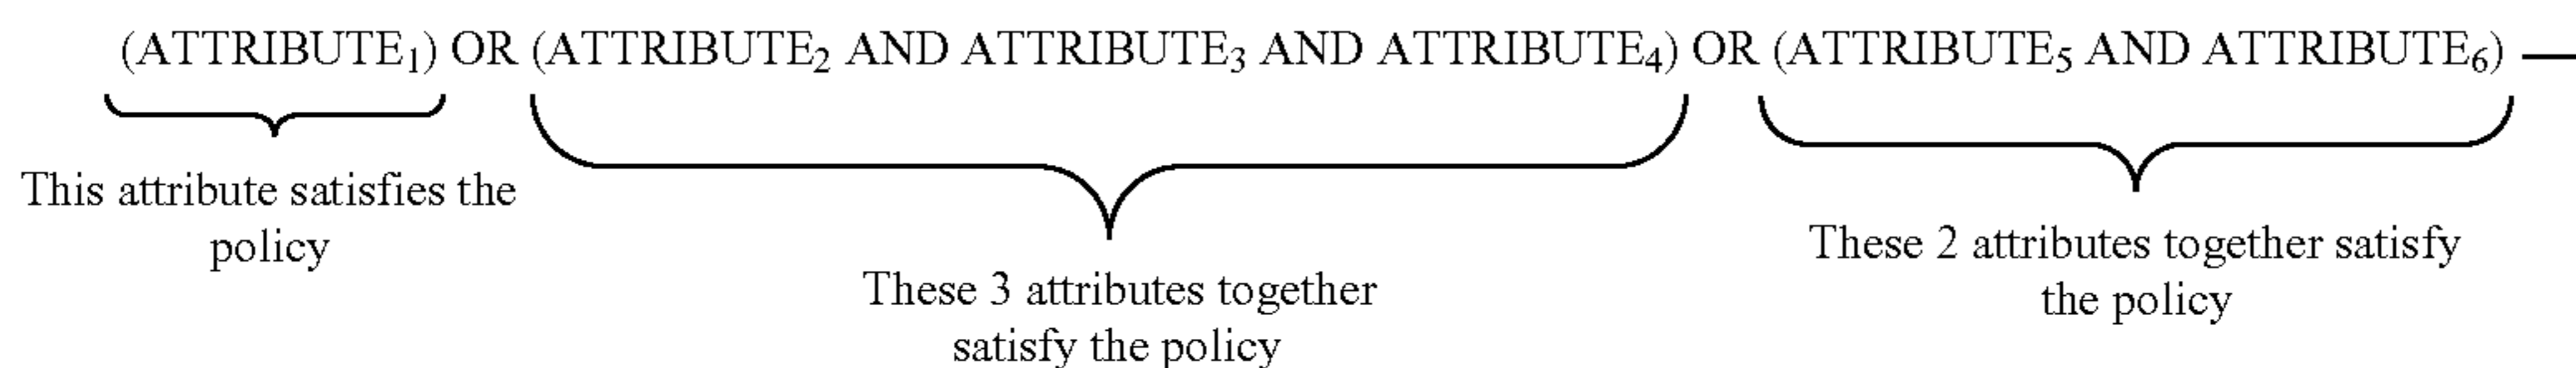 (ATTRIBUTE₁) OR (ATTRIBUTE₂ AND ATTRIBUTE₃ AND ATTRIBUTE₄) OR (ATTRIBUTE₅ AND ATTRIBUTE₆)
This attribute satisfies the
policy
These 3 attributes together
satisfy the policy
These 2 attributes together satisfy
the policy